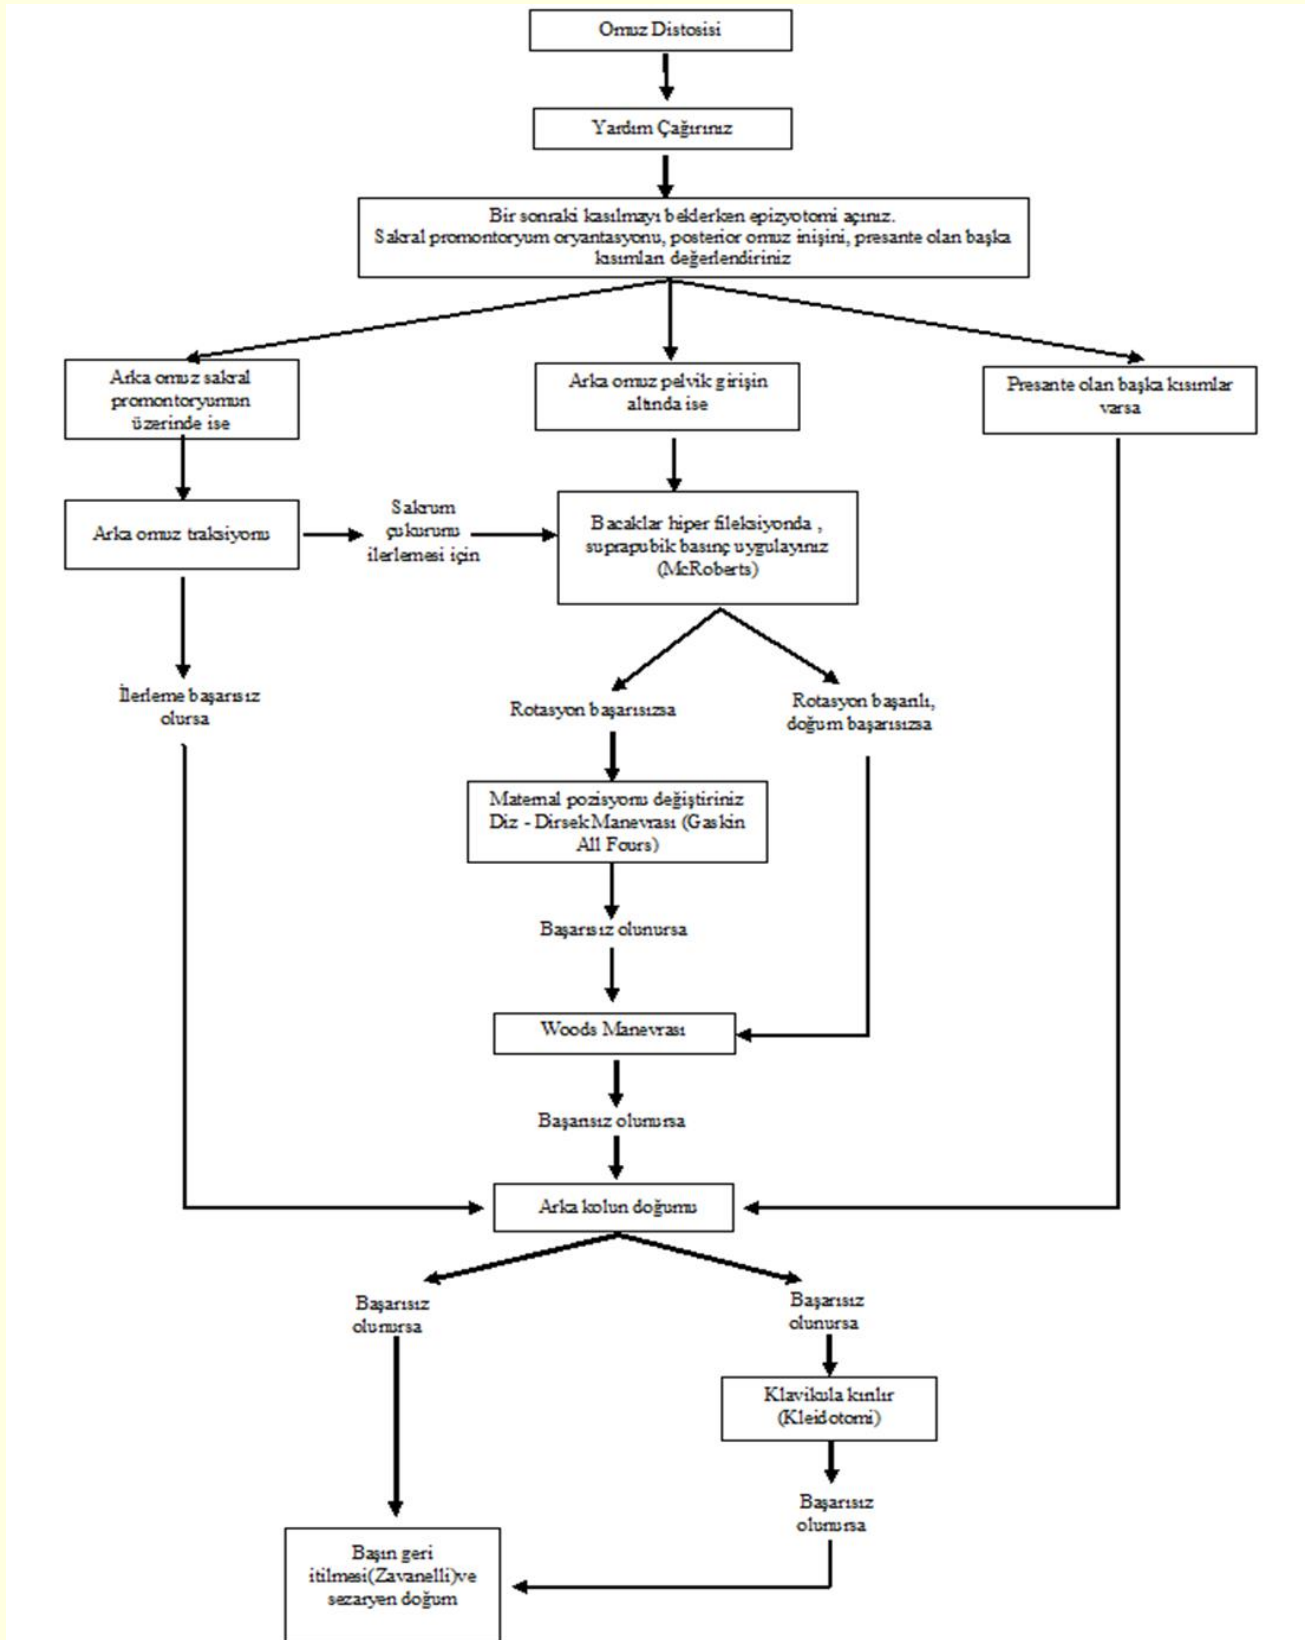 Omuz Distosisi
Yardım Çağırınız
Bir sonraki kasılmayı beklerken epizyotomi açınız.
Sakral promontoryum oryantasyonu, posterior omuz inişini, presante olan başka
kısımları değerlendiriniz
Arka omuz sakral
promontoryumun
üzerinde ise
Arka omuz pelvik girişin
altında ise
Presante olan başka kısımlar
varsa
Arka omuz traksiyonu
Sakrum
çukurunu
ilerlemesi için
Bacaklar hiper fileksiyonda ,
suprapubik basınç uygulayınız
(McRoberts)
İlerleme başarısız
olursa
Rotasyon başarısızsa
Rotasyon başarılı,
doğum başarısızsa
Maternal pozisyonu değiştiriniz
Diz - Dirsek Manevrası (Gaskin
All Fours)
Başarısız olunursa
Woods Manevrası
Başarısız olunursa
Arka kolun doğumu
Başarısız
olunursa
Başarısız
olunursa
Klavikula kırılır
(Kleidotomi)
Başarısız
olunursa
Başın geri
itilmesi(Zavanelli)ve
sezaryen doğum